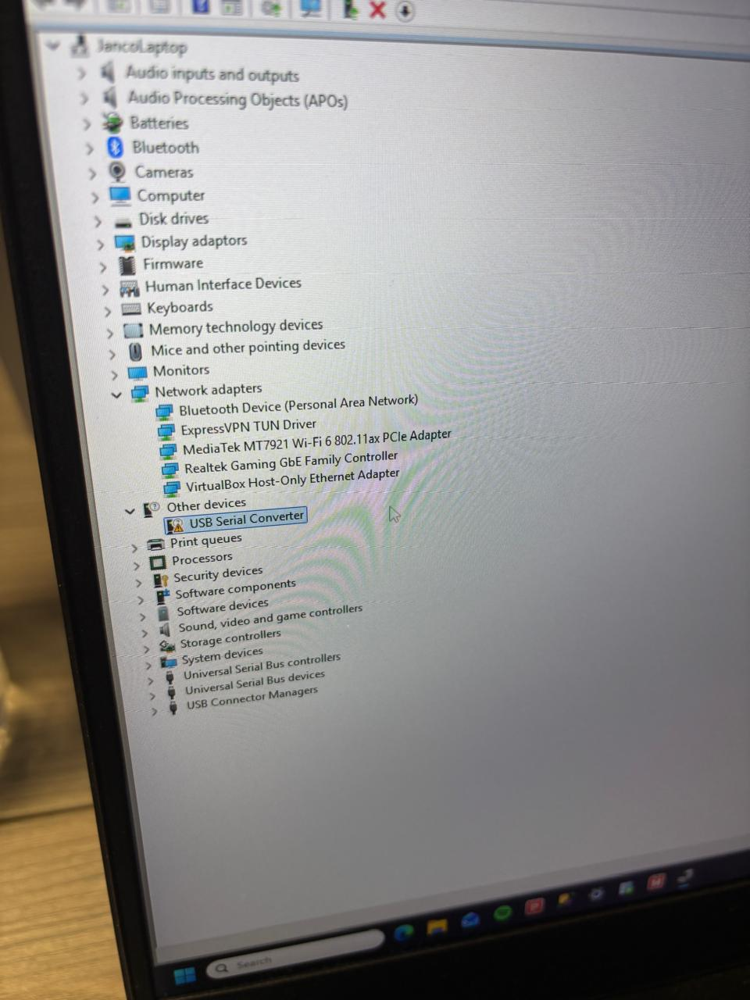 JancoLaptop
Audio inputs and outputs
Audio Processing Objects (APOs)
Batteries
Bluetooth
Cameras
Computer
Disk drives
Display adaptors
Firmware
Human Interface Devices
Keyboards
Memory technology devices
Mice and other pointing devices
Monitors
Network adapters
Bluetooth Device (Personal Area Network)
ExpressVPN TUN Driver
MediaTek MT7921 Wi-Fi 6 802.11ax PCIe Adapter
Realtek Gaming GbE Family Controller
VirtualBox Host-Only Ethernet Adapter
Other devices
USB Serial Converter
Print queues
Processors
Security devices
Software components
Software devices
Sound, video and game controllers
Storage controllers
System devices
Universal Serial Bus controllers
Universal Serial Bus devices
USB Connector Managers
Search